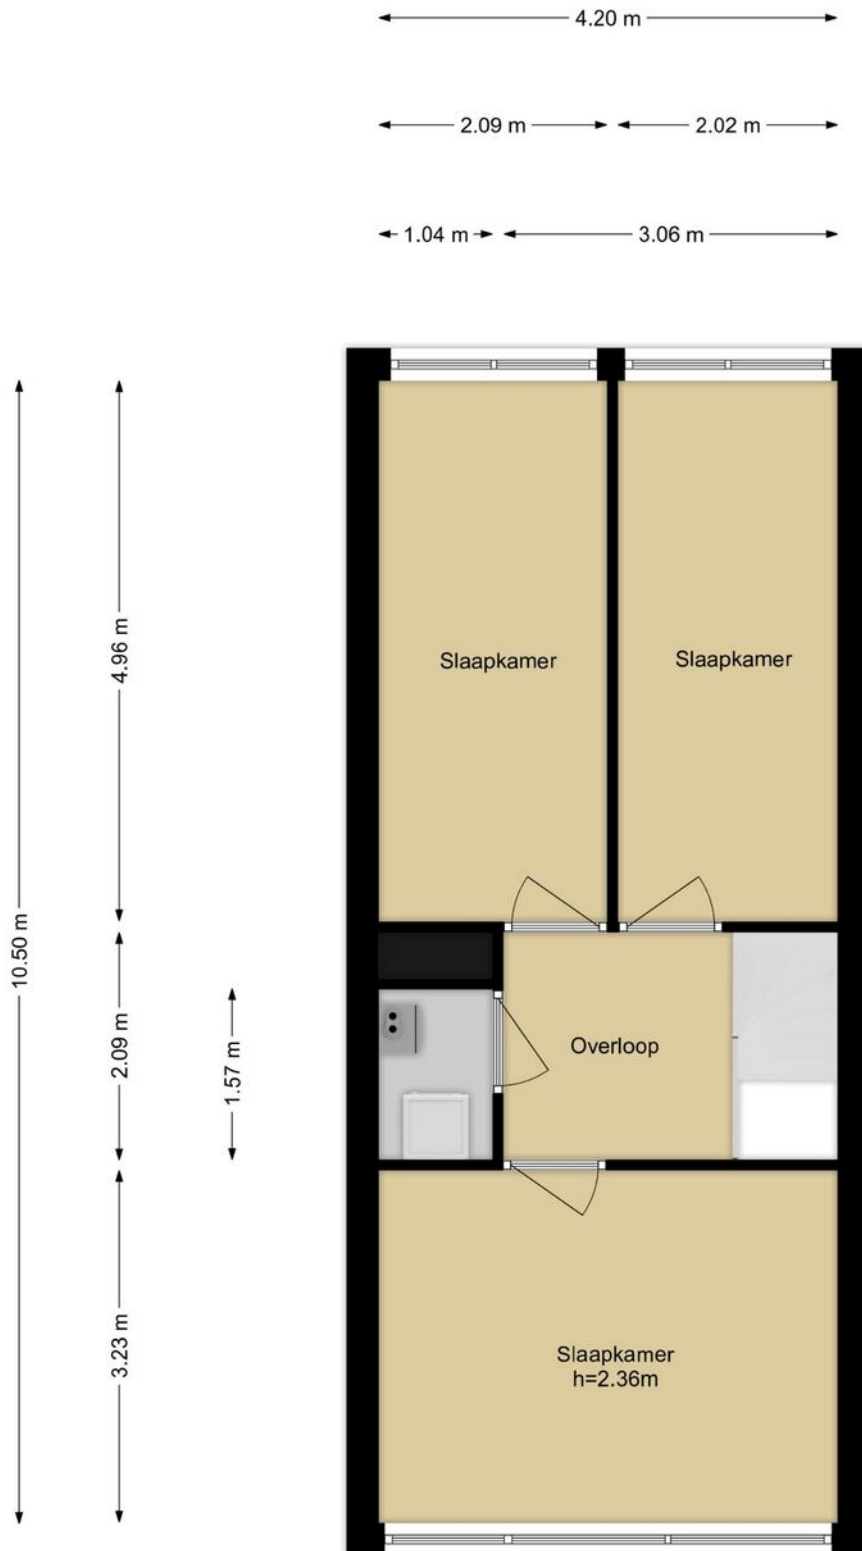 4.20 m
2.09 m
2.02 m
1.04 m
3.06 m
10.50 m
4.96 m
2.09 m
1.57 m
3.23 m
Slaapkamer
Slaapkamer
Overloop
Slaapkamer
h=2.36m